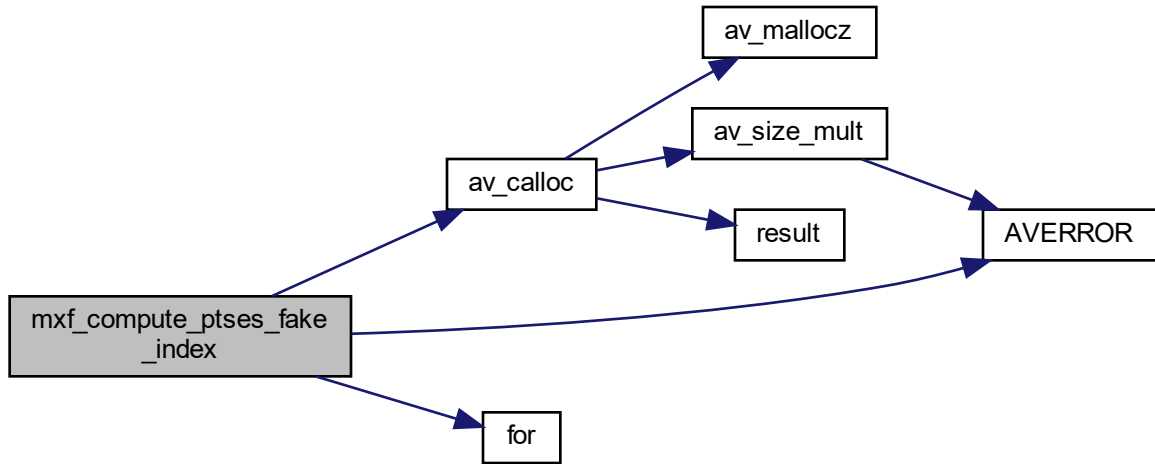 av_mallocz
av_size_mult
av_calloc
result
AVERROR
mxf_compute_ptses_fake
_index
for